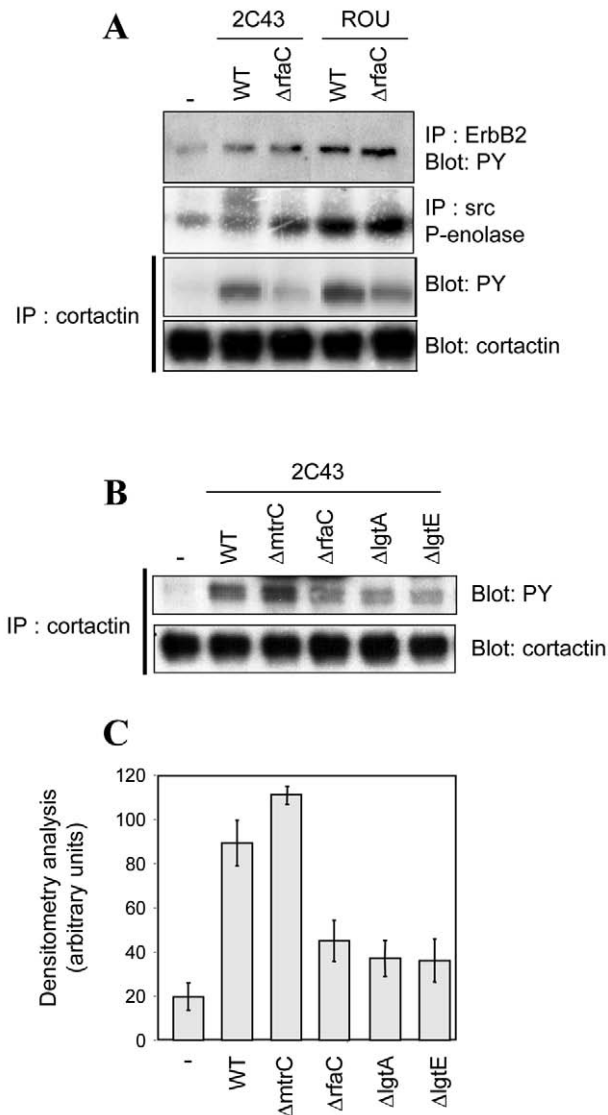 A
2C43 ROU
- WT ΔrfaC WT ΔrfaC
IP : ErbB2
Blot: PY
IP : src
P-enolase
IP : cortactin
Blot: PY
Blot: cortactin
B
2C43
- WT ΔmtrC ΔrfaC ΔlgtA ΔlgtE
IP : cortactin
Blot: PY
Blot: cortactin
C
Densitometry analysis
(arbitrary units)
120
100
80
60
40
20
0
- WT ΔmtrC ΔrfaC ΔlgtA ΔlgtE